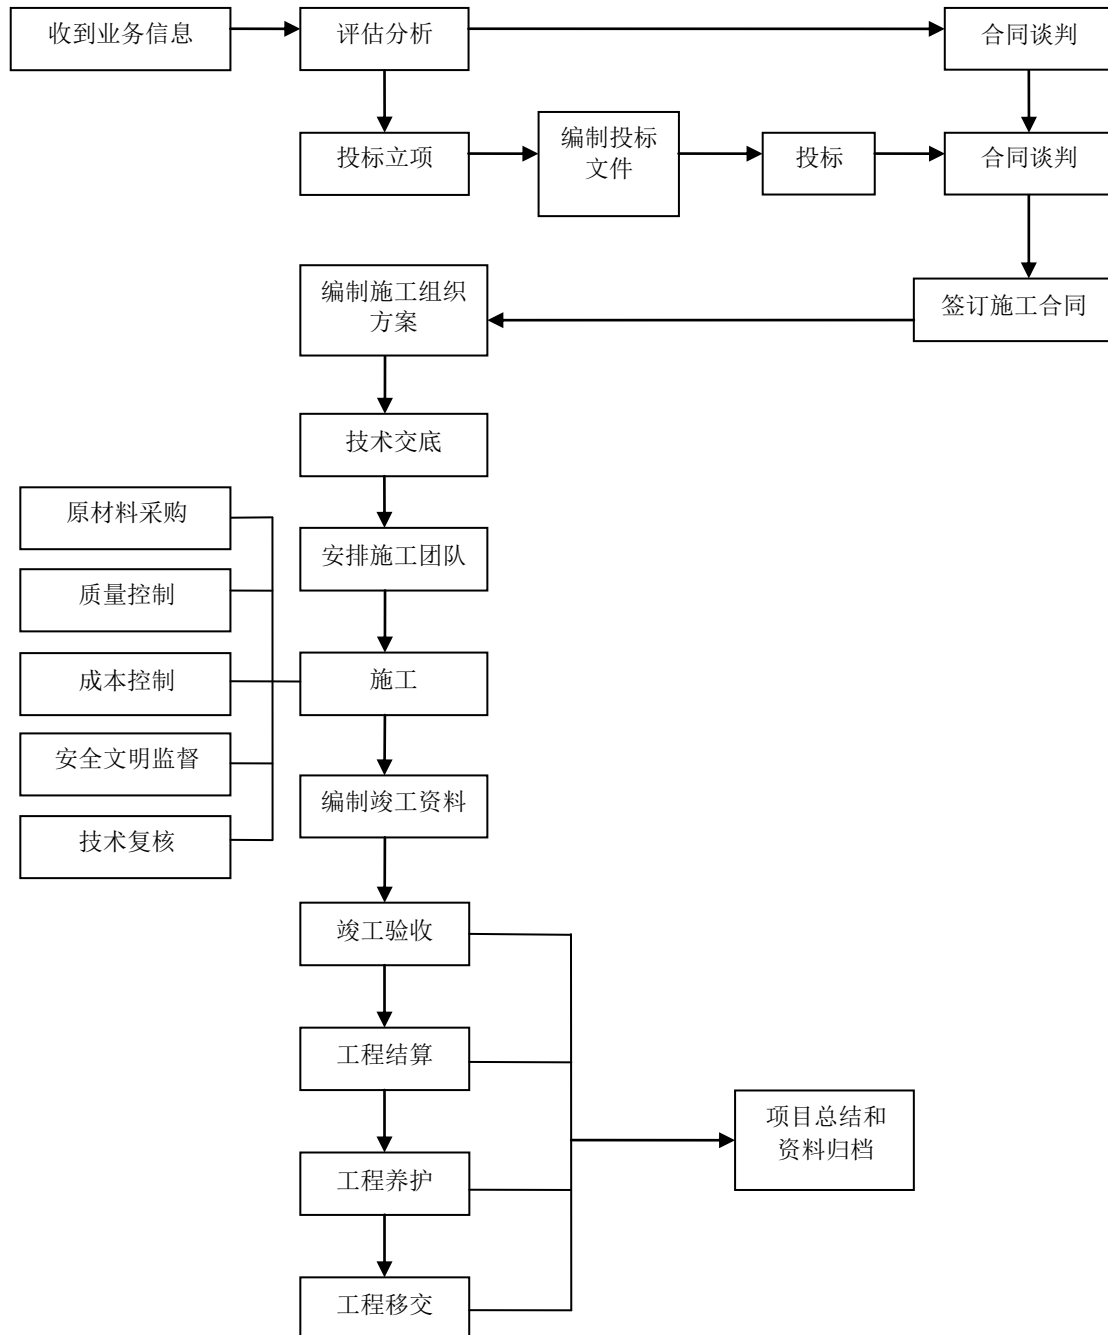 收到业务信息
评估分析
合同谈判
投标立项
编制投标
文件
投标
合同谈判
编制施工组织
方案
签订施工合同
技术交底
原材料采购
安排施工团队
质量控制
成本控制
施工
安全文明监督
编制竣工资料
技术复核
竣工验收
工程结算
项目总结和
资料归档
工程养护
工程移交